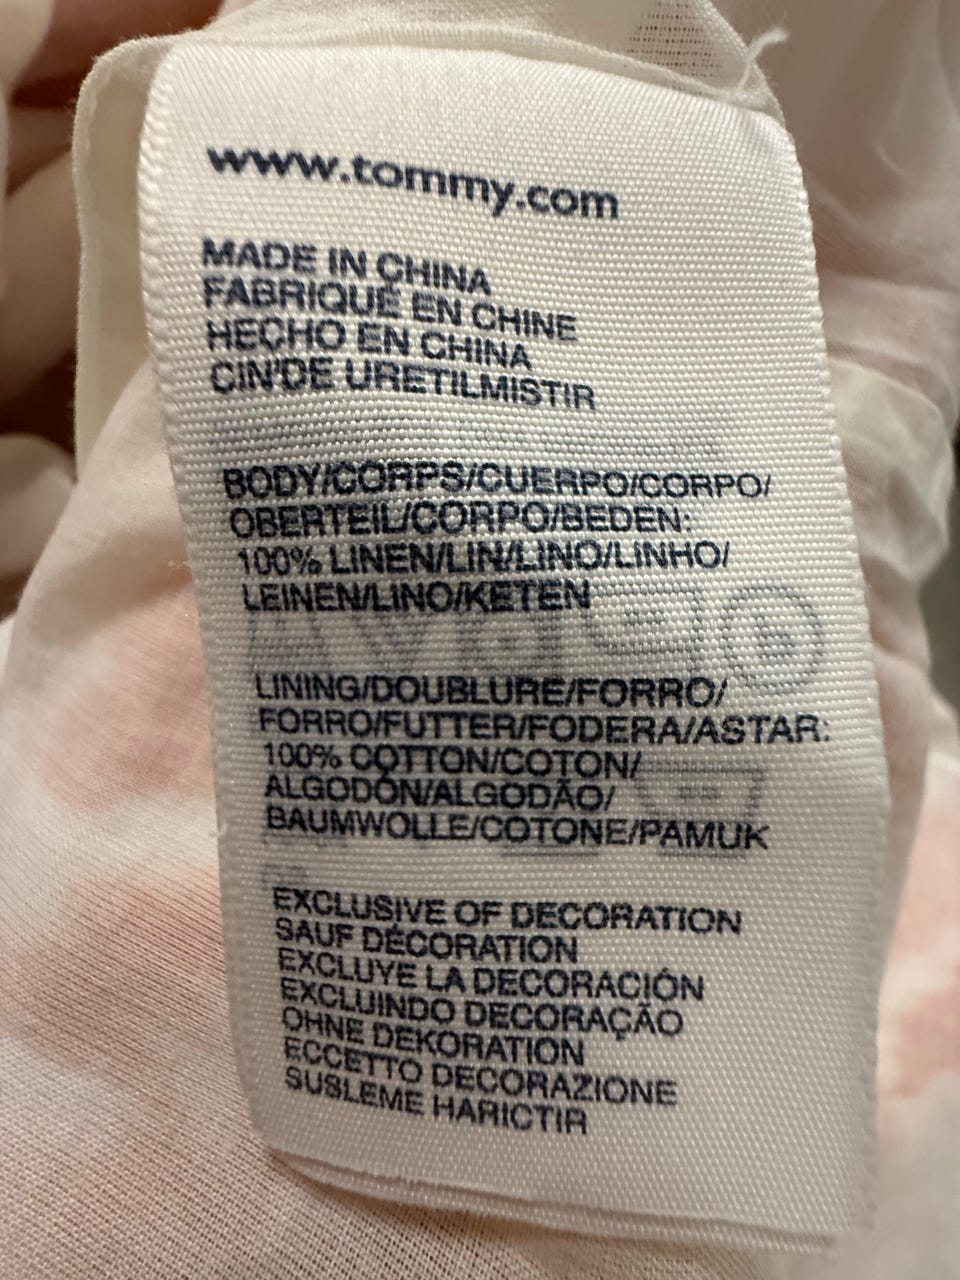 www.tommy.com
MADE IN CHINA
FABRIQUÉ EN CHINE
HECHO EN CHINA
CIN'DE URETILMISTIR
BODY/CORPS/CUERPO/CORPO/
OBERTEIL/CORPO/BEDEN:
100% LINEN/LIN/LINO/LINHO/
LEINEN/LINO/KETEN
LINING/DOUBLURE/FORRO/
FORRO/FUTTER/FODERA/ASTAR:
100% COTTON/COTON/
ALGODÓN/ALGODÃO/
BAUMWOLLE/COTONE/PAMUK
EXCLUSIVE OF DECORATION
SAUF DÉCORATION
EXCLUYE LA DECORACIÓN
EXCLUINDO DECORAÇÃO
OHNE DEKORATION
ECCETTO DECORAZIONE
SUSLEME HARICTIR